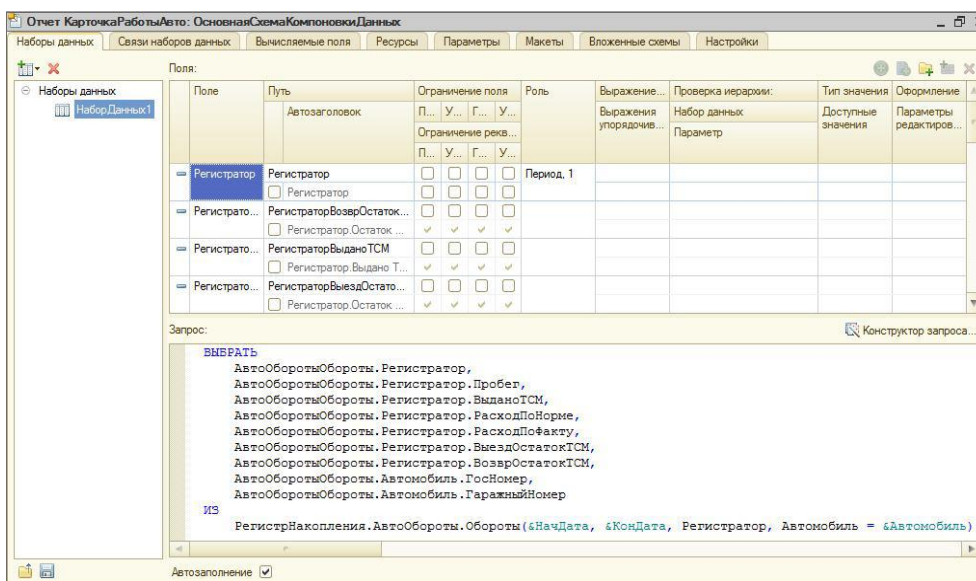 Отчет КарточкаРаботыАвто: ОсновнаяСхемаКомпоновкиДанных
Наборы данных Связи наборов данных Вычисляемые поля Ресурсы Параметры Макеты Вложенные схемы Настройки
Поля:
Наборы данных
НаборДанных1
Поле Путь Ограничение поля Роль Выражение... Проверка иерархии: Тип значения Оформление
Автозаголовок П... У... Г... У... Выражения упорядочив... Набор данных Доступные значения Параметры редактиров...
Ограничение рекв... Параметр
П... У... Г... У...
Регистратор Регистратор Период, 1
Регистратор
Регистрато... РегистраторВозврОстаток...
Регистратор.Остаток ...
Регистрато... РегистраторВыданоТСМ
Регистратор.Выдано Т...
Регистрато... РегистраторВыездОстато...
Регистратор.Остаток ...
Запрос:
Конструктор запроса...
ВЫБРАТЬ
АвтоОборотыОбороты.Регистратор,
АвтоОборотыОбороты.Регистратор.Пробег,
АвтоОборотыОбороты.Регистратор.ВыданоТСМ,
АвтоОборотыОбороты.Регистратор.РасходПоНорме,
АвтоОборотыОбороты.Регистратор.РасходПоФакту,
АвтоОборотыОбороты.Регистратор.ВыездОстатокТСМ,
АвтоОборотыОбороты.Регистратор.ВозврОстатокТСМ,
АвтоОборотыОбороты.Автомобиль.ГосНомер,
АвтоОборотыОбороты.Автомобиль.ГаражныйНомер
ИЗ
РегистрНакопления.АвтоОбороты.Обороты(&НачДата, &КонДата, Регистратор, Автомобиль = &Автомобиль)
Автозаполнение